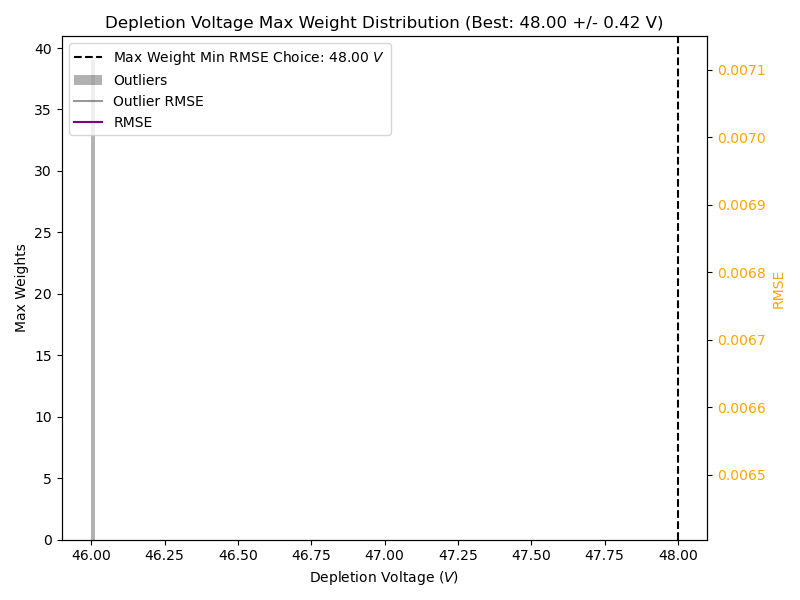 Depletion Voltage Max Weight Distribution (Best: 48.00 +/- 0.42 V)
Max Weight Min RMSE Choice: 48.00 V
Outliers
Outlier RMSE
RMSE
40
35
30
25
20
15
10
5
0
Max Weights
0.0071
0.0070
0.0069
0.0068
0.0067
0.0066
0.0065
RMSE
46.00 46.25 46.50 46.75 47.00 47.25 47.50 47.75 48.00
Depletion Voltage (V)